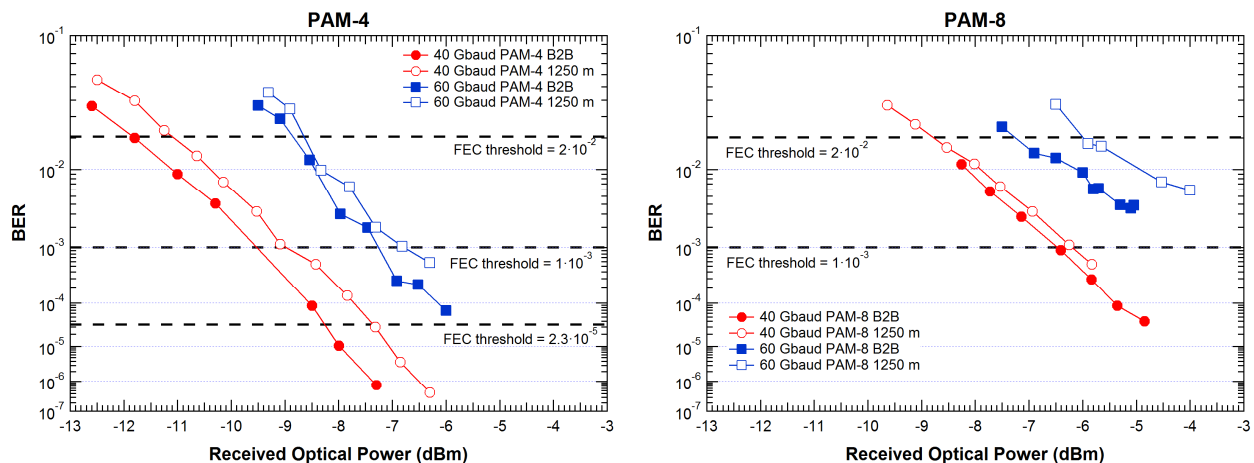 PAM-4
10^-1
10^-2
10^-3
10^-4
10^-5
10^-6
10^-7
BER
40 Gbaud PAM-4 B2B
40 Gbaud PAM-4 1250 m
60 Gbaud PAM-4 B2B
60 Gbaud PAM-4 1250 m
FEC threshold = 2·10^-2
FEC threshold = 1·10^-3
FEC threshold = 2.3·10^-5
-13 -12 -11 -10 -9 -8 -7 -6 -5 -4 -3
Received Optical Power (dBm)
PAM-8
10^-1
10^-2
10^-3
10^-4
10^-5
10^-6
10^-7
BER
FEC threshold = 2·10^-2
FEC threshold = 1·10^-3
40 Gbaud PAM-8 B2B
40 Gbaud PAM-8 1250 m
60 Gbaud PAM-8 B2B
60 Gbaud PAM-8 1250 m
-13 -12 -11 -10 -9 -8 -7 -6 -5 -4 -3
Received Optical Power (dBm)